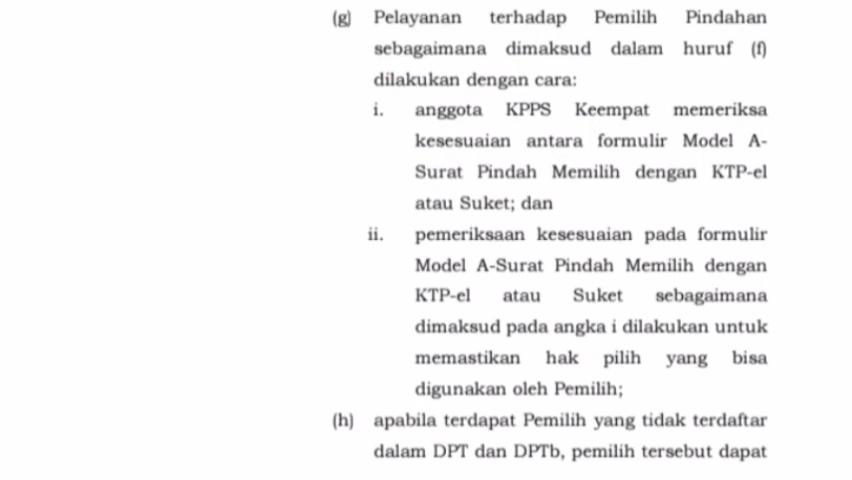 (g) Pelayanan terhadap Pemilih Pindahan
sebagaimana dimaksud dalam huruf (f)
dilakukan dengan cara:
i. anggota KPPS Keempat memeriksa
kesesuaian antara formulir Model A-
Surat Pindah Memilih dengan KTP-el
atau Suket; dan
ii. pemeriksaan kesesuaian pada formulir
Model A-Surat Pindah Memilih dengan
KTP-el atau Suket sebagaimana
dimaksud pada angka i dilakukan untuk
memastikan hak pilih yang bisa
digunakan oleh Pemilih;
(h) apabila terdapat Pemilih yang tidak terdaftar
dalam DPT dan DPTb, pemilih tersebut dapat